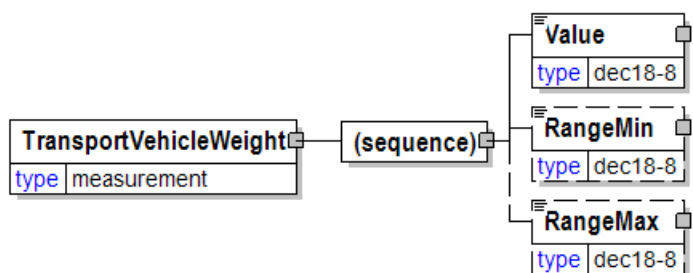 Value
type dec18-8
TransportVehicleWeight
type measurement
(sequence)
RangeMin
type dec18-8
RangeMax
type dec18-8